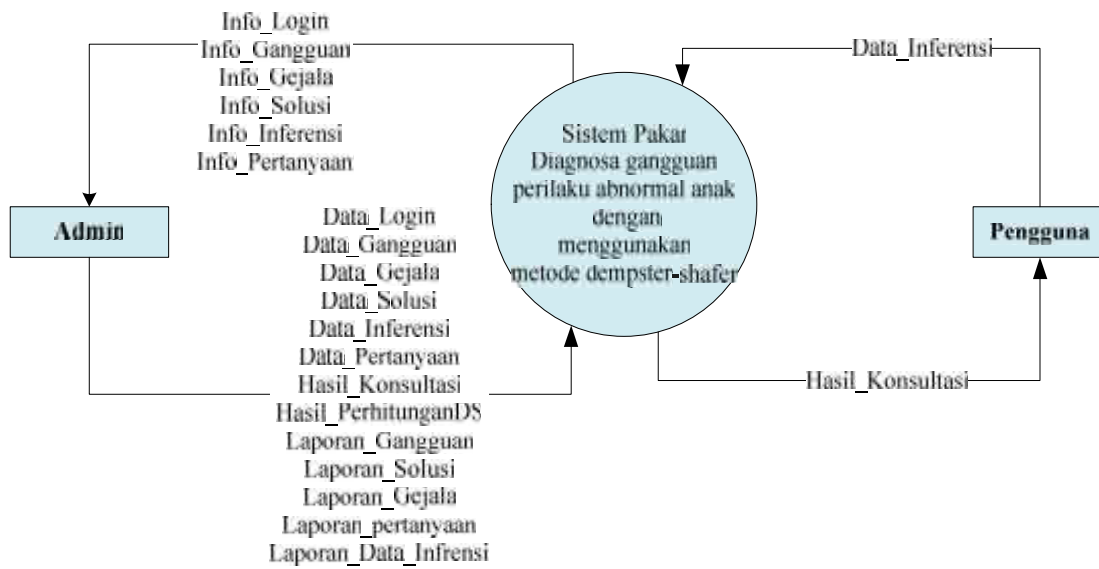 Info_Login
Info_Gangguan
Info_Gejala
Info_Solusi
Info_Inferensi
Info_Pertanyaan
Data_Inferensi
Sistem Pakar
Diagnosa gangguan
perilaku abnormal anak
dengan
menggunakan
metode dempster-shafer
Admin
Pengguna
Data_Login
Data_Gangguan
Data_Gejala
Data_Solusi
Data_Inferensi
Data_Pertanyaan
Hasil_Konsultasi
Hasil_PerhitunganDS
Laporan_Gangguan
Laporan_Solusi
Laporan_Gejala
Laporan_pertanyaan
Laporan_Data_Infrensi
Hasil_Konsultasi